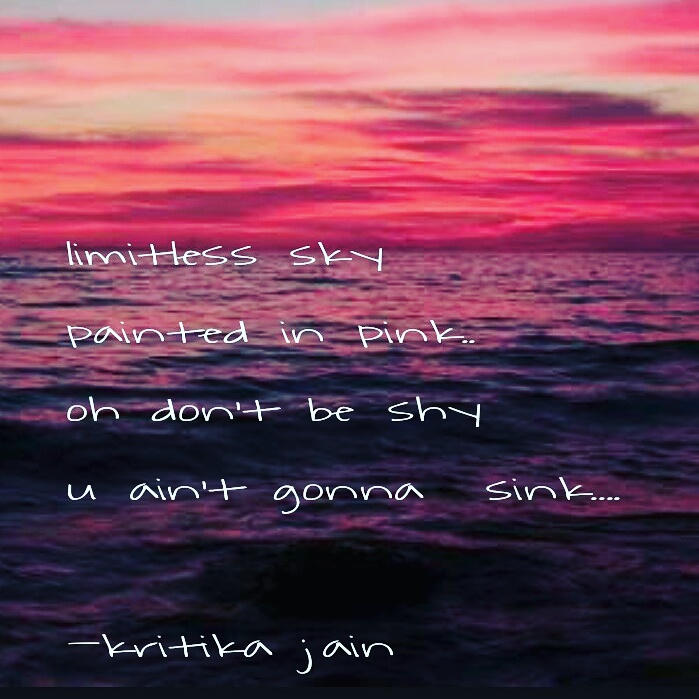 limitless sky
painted in pink..
oh don't be shy
u ain't gonna sink....
-kritika jain